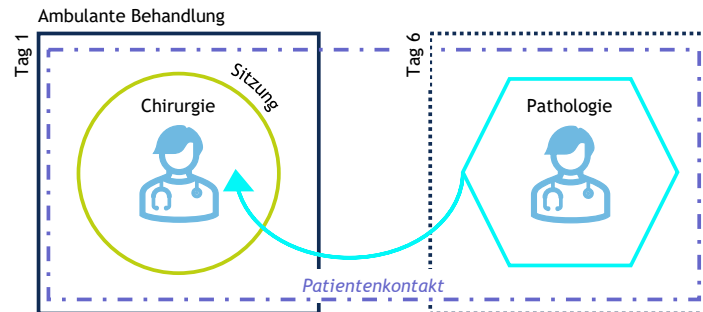 Ambulante Behandlung
Tag 1
Tag 6
Sitzung
Chirurgie
Pathologie
Patientenkontakt